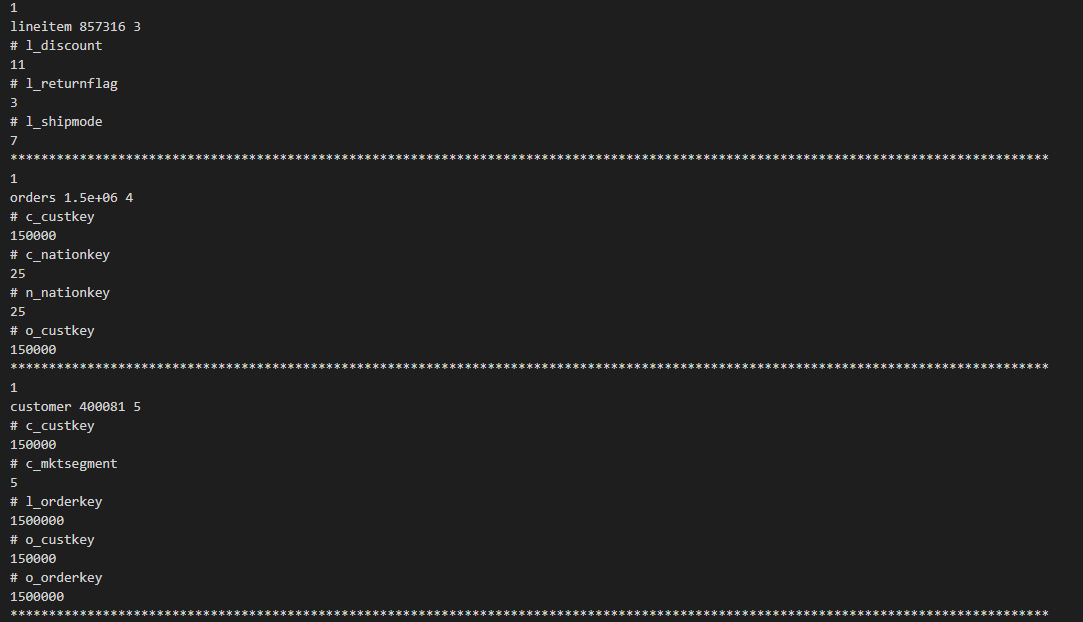 1
lineitem 857316 3
# l_discount
11
# l_returnflag
3
# l_shipmode
7
***************************************************************************************************************************************
1
orders 1.5e+06 4
# c_custkey
150000
# c_nationkey
25
# n_nationkey
25
# o_custkey
150000
***************************************************************************************************************************************
1
customer 400081 5
# c_custkey
150000
# c_mktsegment
5
# l_orderkey
1500000
# o_custkey
150000
# o_orderkey
1500000
***************************************************************************************************************************************